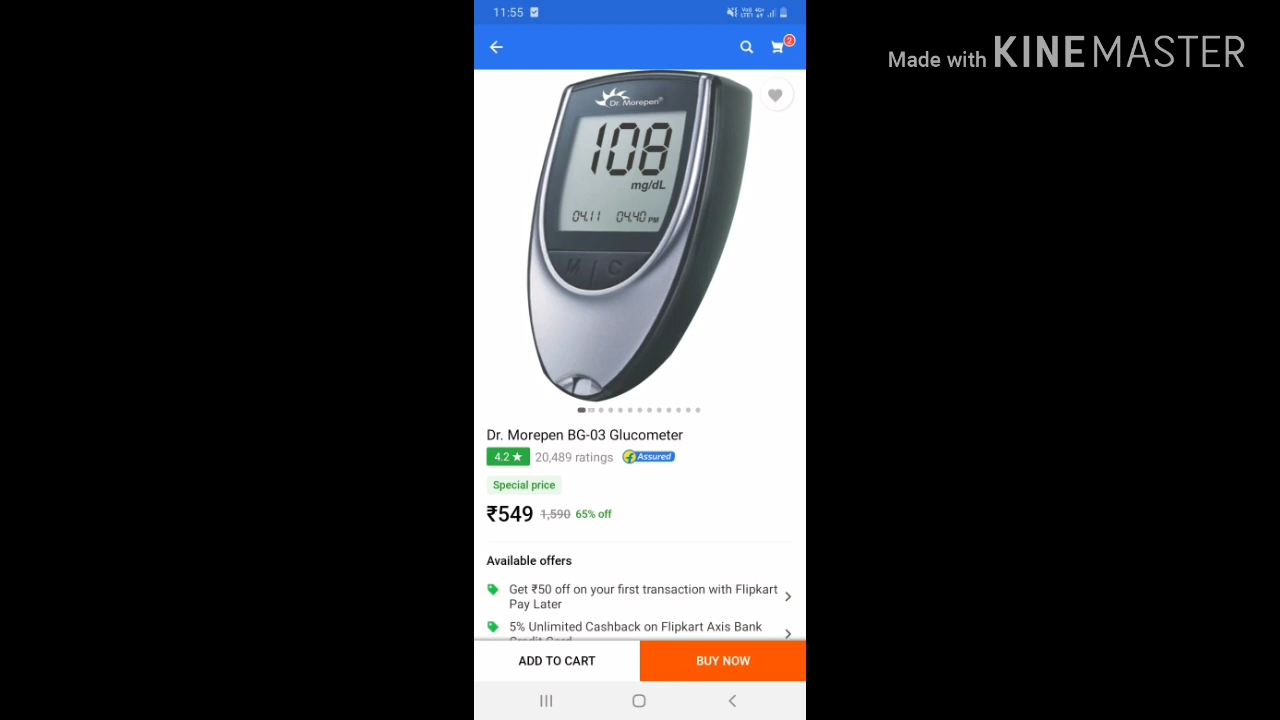 11:55
2
Made with KINEMASTER
Dr. Morepen®
108
mg/dL
04.11 04.40 PM
M C
Dr. Morepen BG-03 Glucometer
4.2★ 20,489 ratings Assured
Special price
₹549 1,590 65% off
Available offers
Get ₹50 off on your first transaction with Flipkart
Pay Later
5% Unlimited Cashback on Flipkart Axis Bank
ADD TO CART BUY NOW